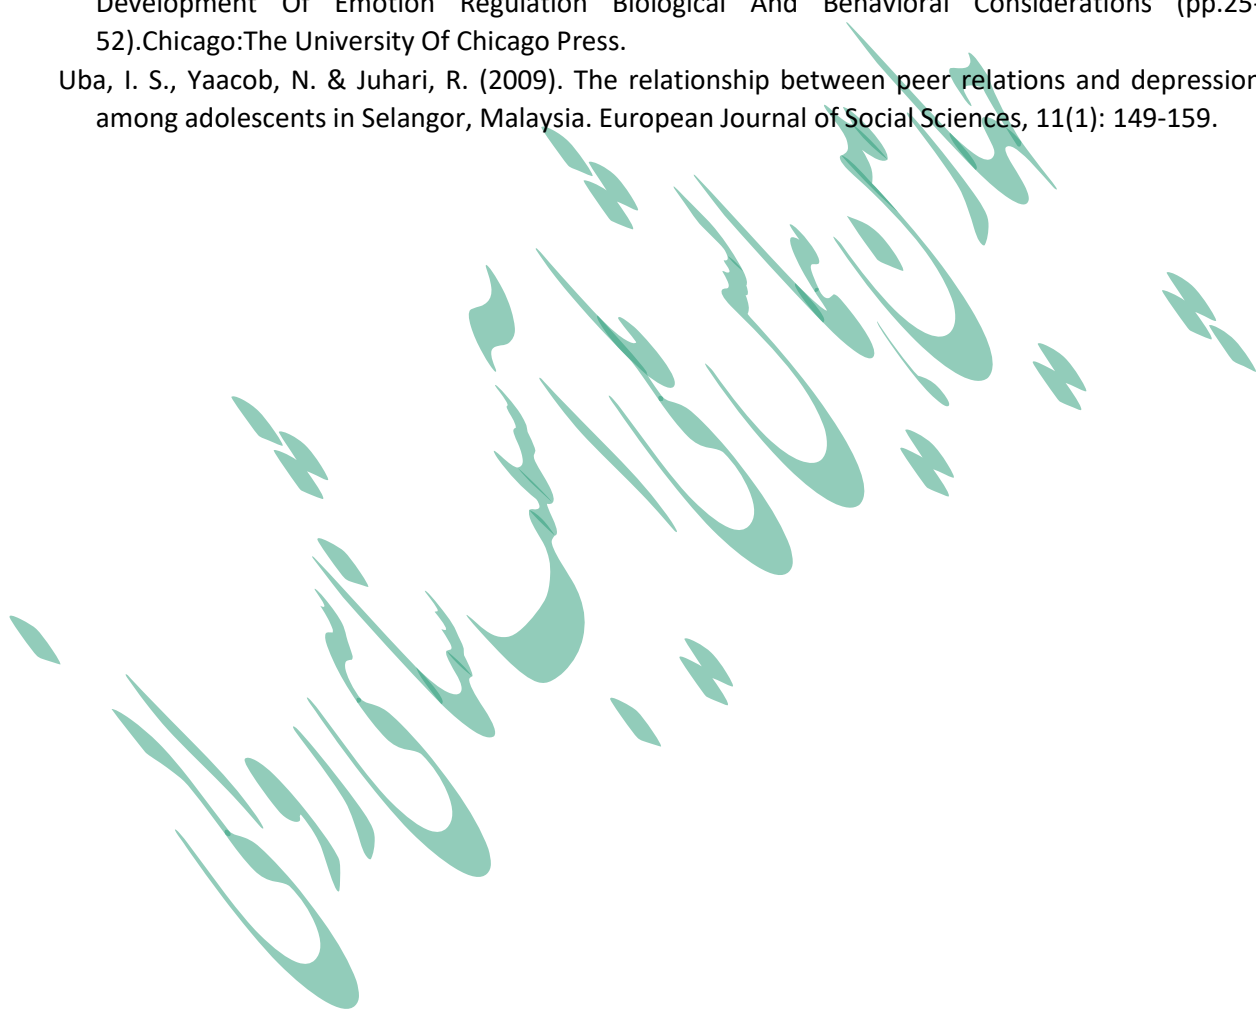 Development Of Emotion Regulation Biological And Behavioral Considerations (pp.25-
52).Chicago:The University Of Chicago Press.
Uba, I. S., Yaacob, N. & Juhari, R. (2009). The relationship between peer relations and depression
among adolescents in Selangor, Malaysia. European Journal of Social Sciences, 11(1): 149-159.